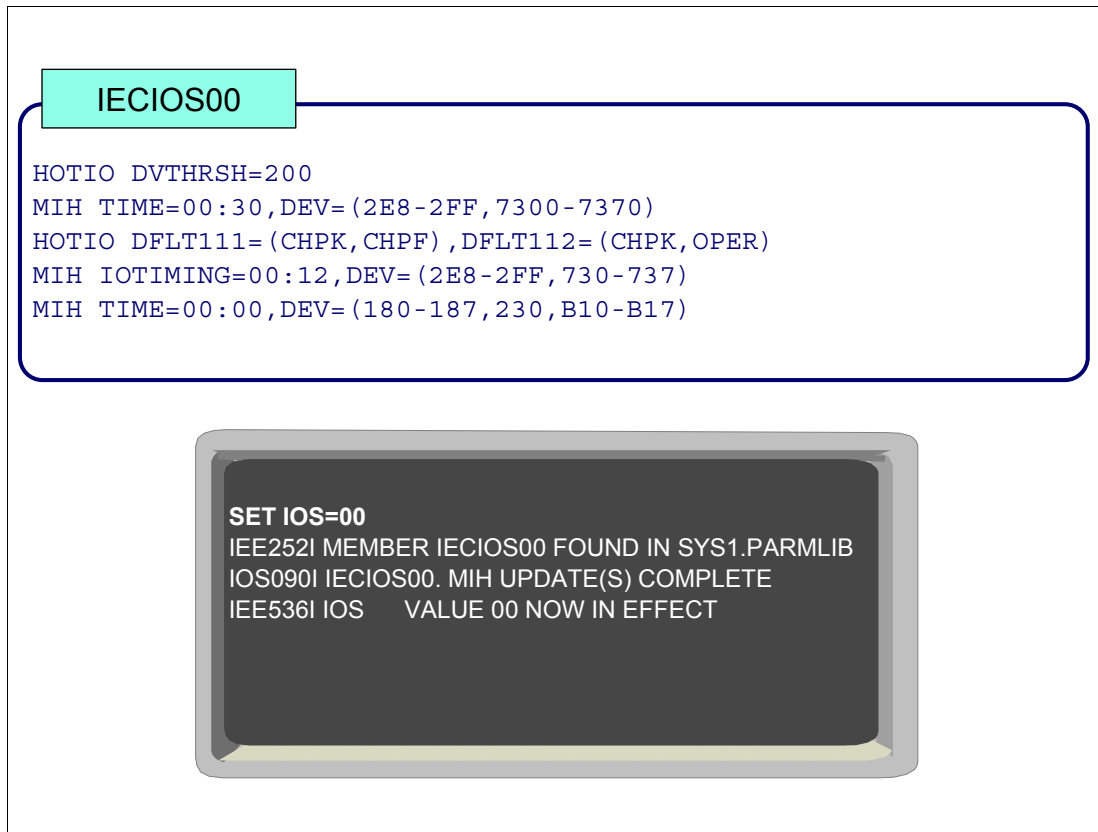 IECIOS00
HOTIO DVTHRSH=200
MIH TIME=00:30,DEV=(2E8-2FF,7300-7370)
HOTIO DFLT111=(CHPK,CHPF),DFLT112=(CHPK,OPER)
MIH IOTIMING=00:12,DEV=(2E8-2FF,730-737)
MIH TIME=00:00,DEV=(180-187,230,B10-B17)
SET IOS=00
IEE252I MEMBER IECIOS00 FOUND IN SYS1.PARMLIB
IOS090I IECIOS00. MIH UPDATE(S) COMPLETE
IEE536I IOS VALUE 00 NOW IN EFFECT